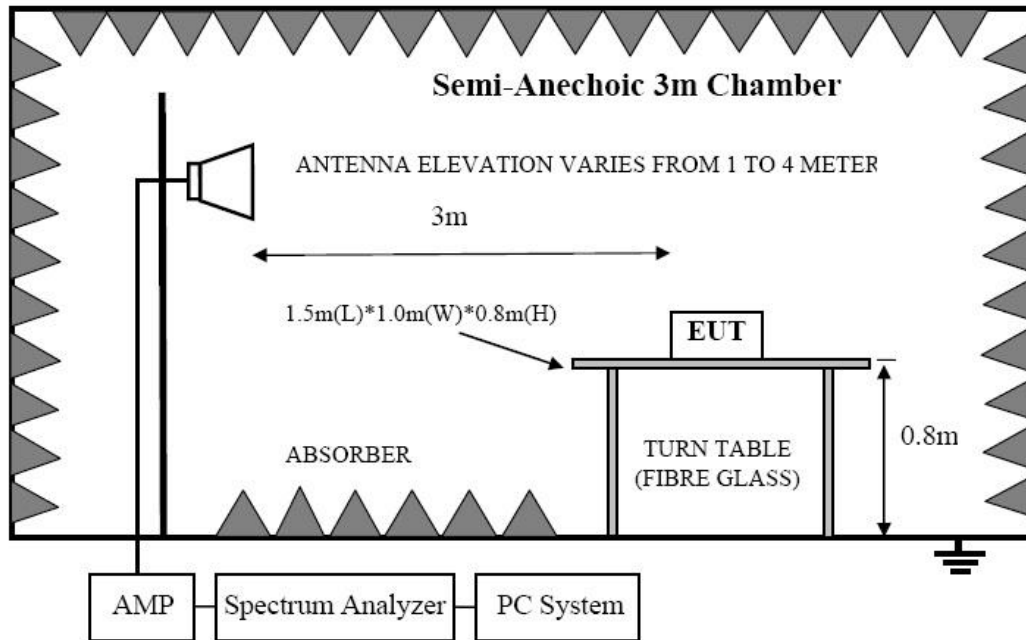 Semi-Anechoic 3m Chamber
ANTENNA ELEVATION VARIES FROM 1 TO 4 METER
3m
1.5m(L)*1.0m(W)*0.8m(H)
EUT
0.8m
ABSORBER
TURN TABLE
(FIBRE GLASS)
AMP
Spectrum Analyzer
PC System